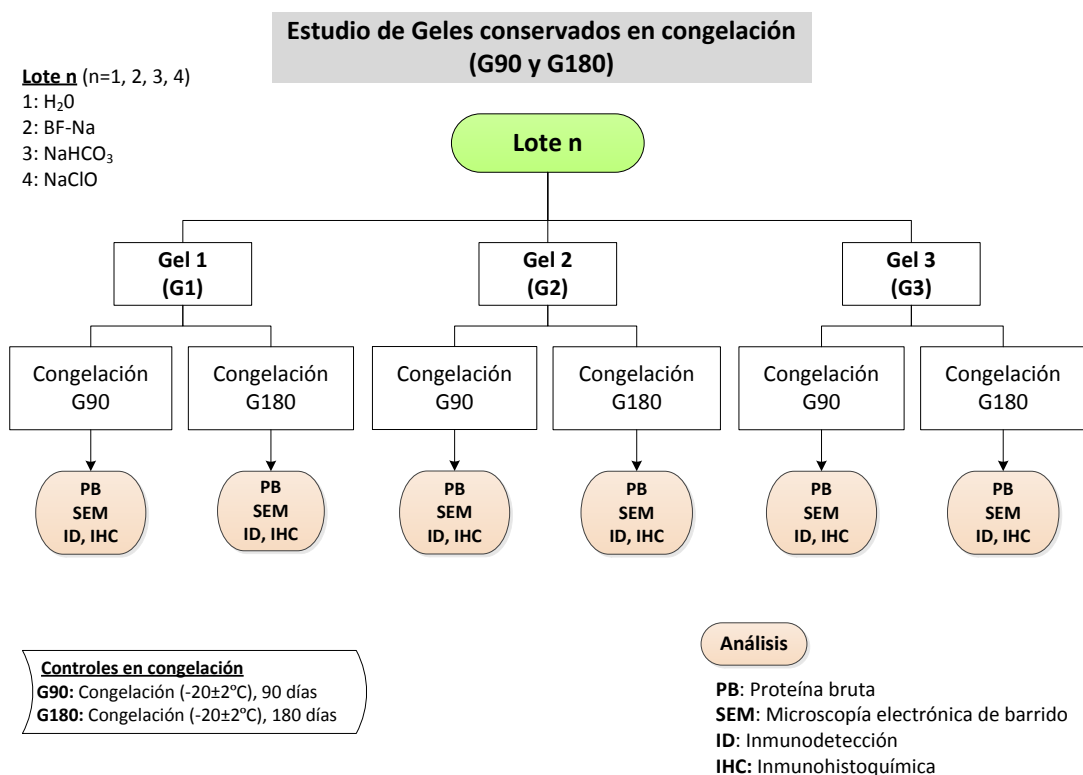 Estudio de Geles conservados en congelación
(G90 y G180)
Lote n (n=1, 2, 3, 4)
1: H₂0
2: BF-Na
3: NaHCO₃
4: NaClO
Lote n
Gel 1
(G1)
Gel 2
(G2)
Gel 3
(G3)
Congelación
G90
Congelación
G180
Congelación
G90
Congelación
G180
Congelación
G90
Congelación
G180
PB
SEM
ID, IHC
PB
SEM
ID, IHC
PB
SEM
ID, IHC
PB
SEM
ID, IHC
PB
SEM
ID, IHC
PB
SEM
ID, IHC
Controles en congelación
G90: Congelación (-20±2ºC), 90 días
G180: Congelación (-20±2ºC), 180 días
Análisis
PB: Proteína bruta
SEM: Microscopía electrónica de barrido
ID: Inmunodetección
IHC: Inmunohistoquímica